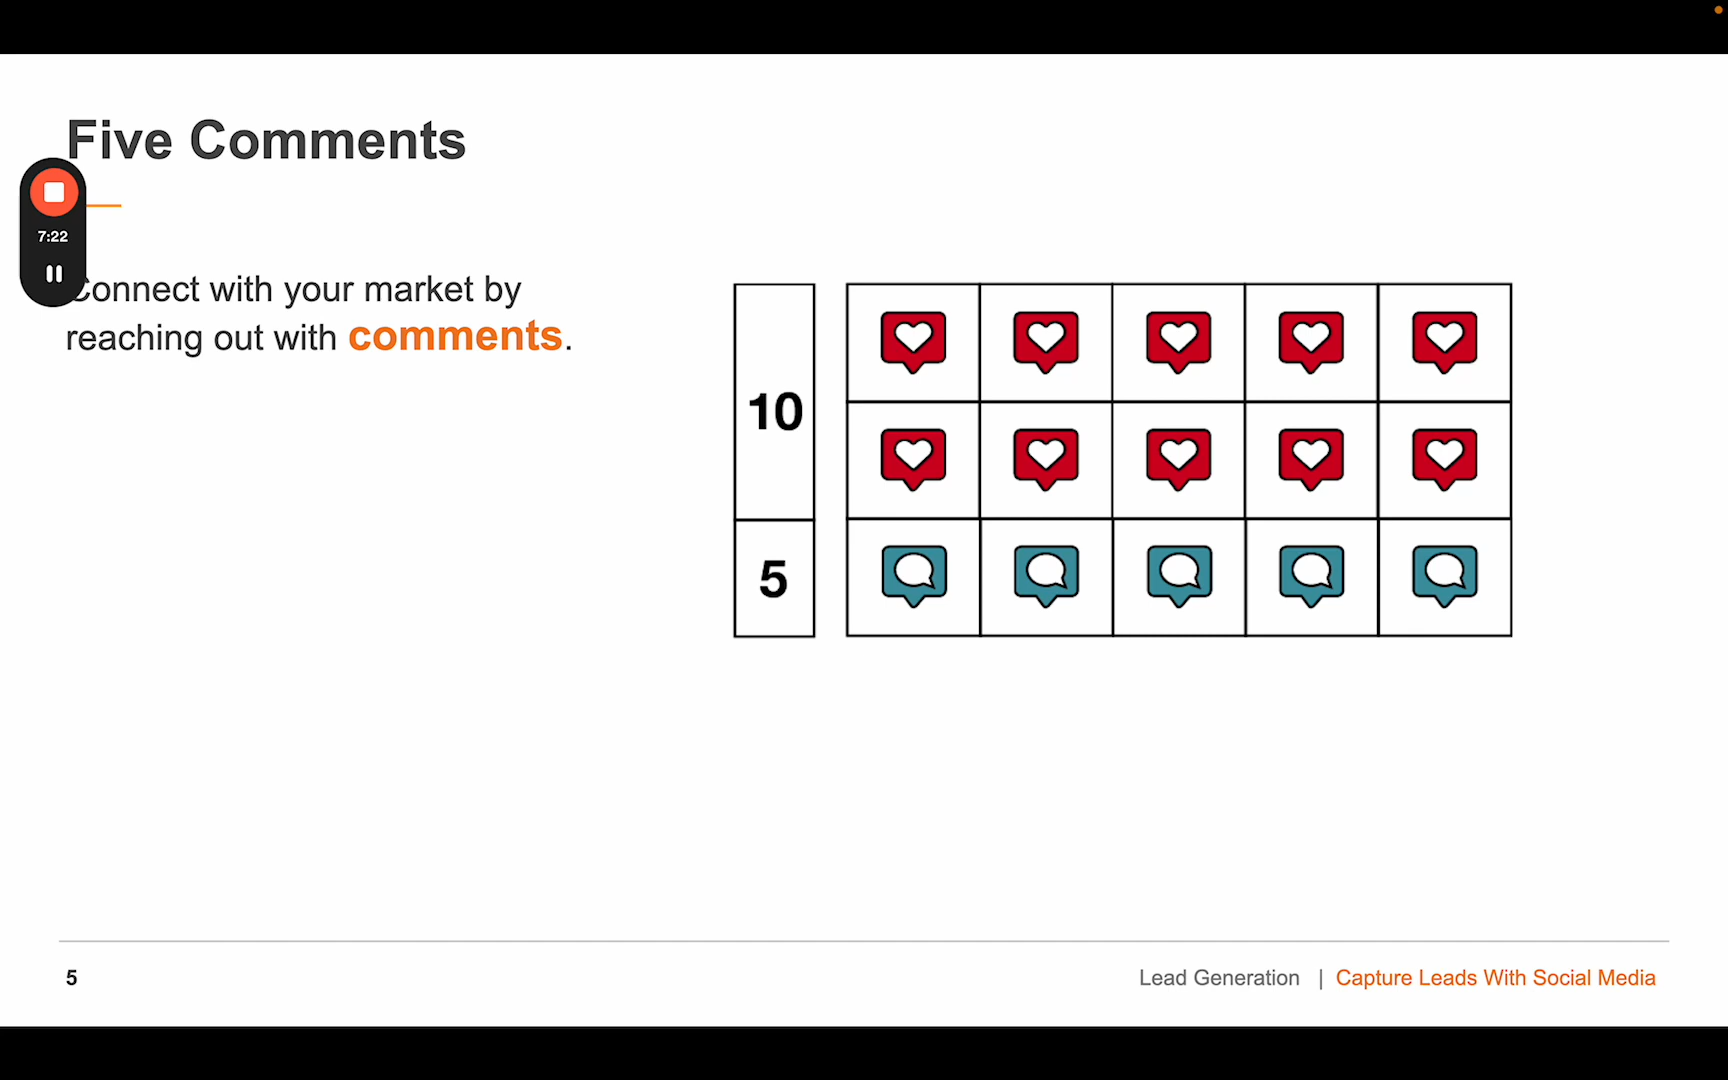 Five Comments
7:22
Connect with your market by
reaching out with comments.
10
5
5
Lead Generation | Capture Leads With Social Media